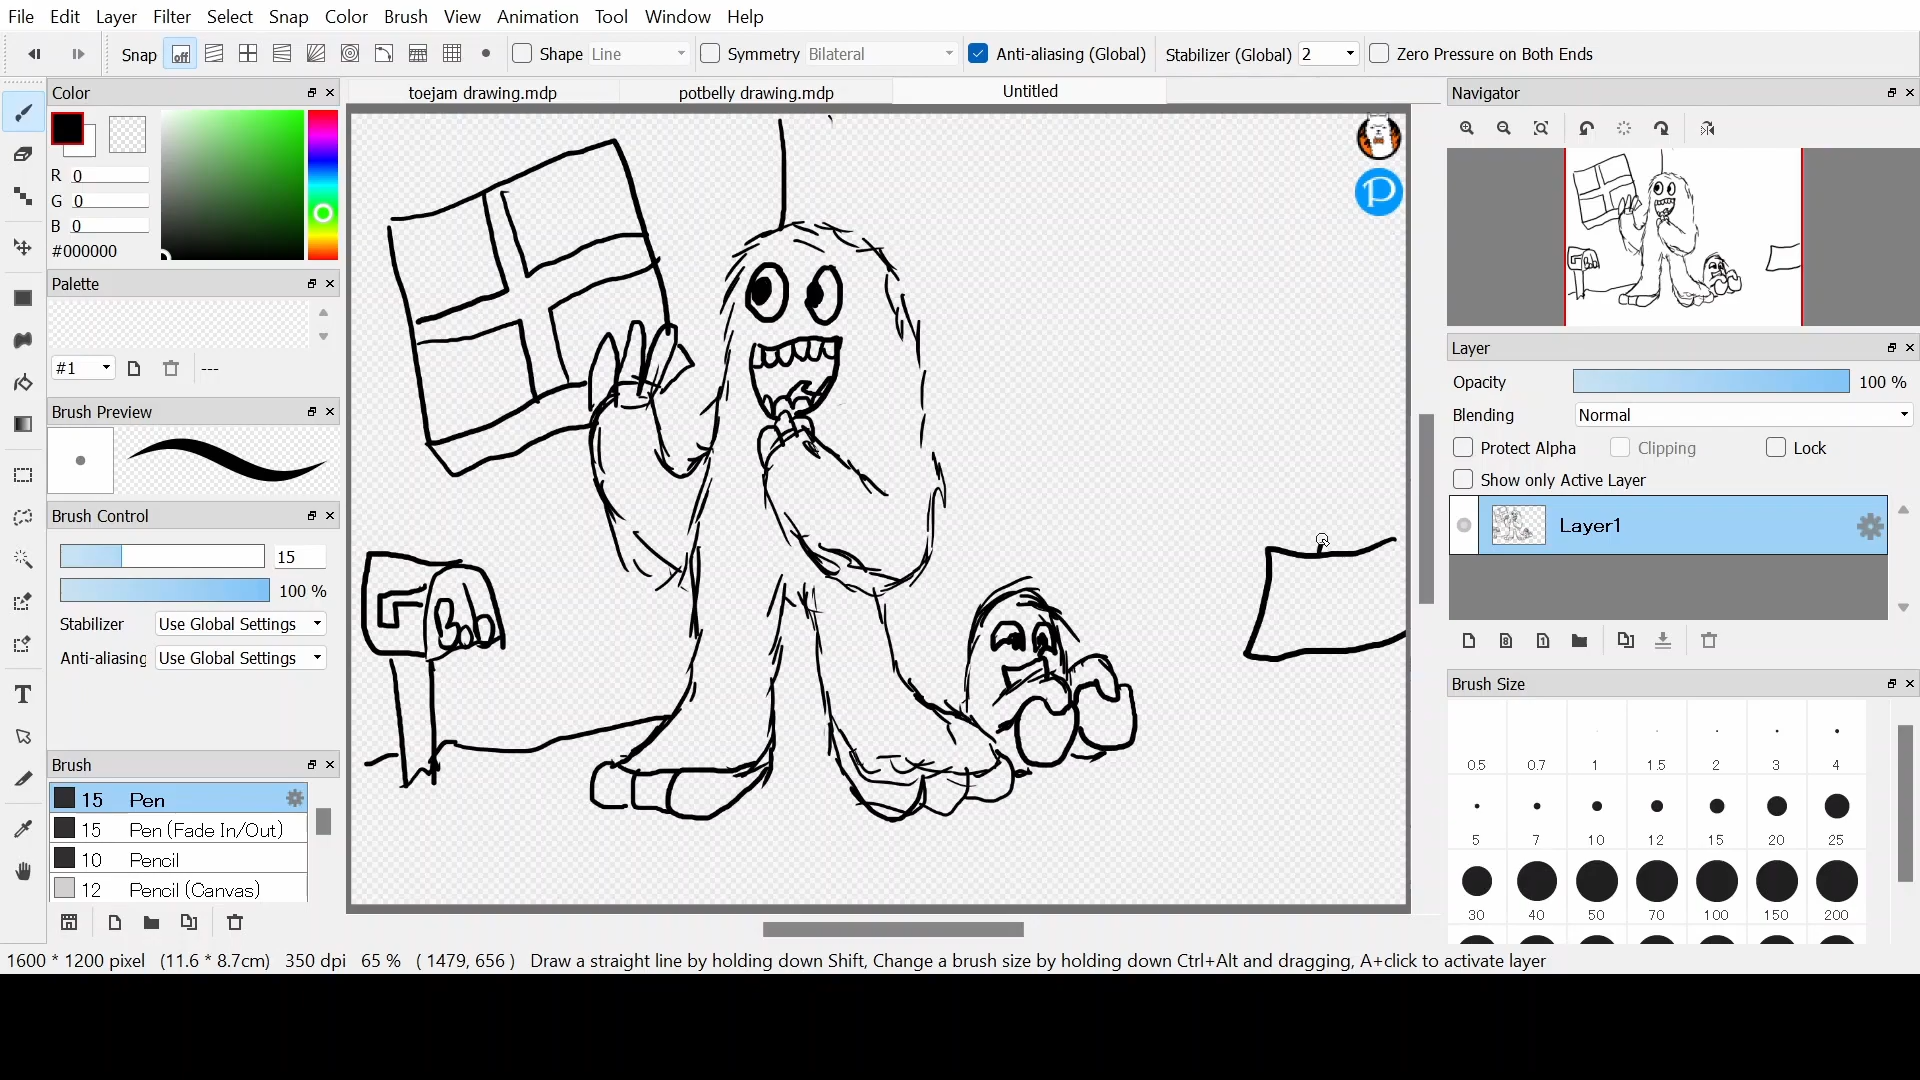 File Edit Layer Filter Select Snap Color Brush View Animation Tool Window Help
Snap off Shape Line Symmetry Bilateral Anti-aliasing (Global) Stabilizer (Global) 2 Zero Pressure on Both Ends
Color
toejam drawing.mdp potbelly drawing.mdp Untitled
Navigator
R 0
G 0
B 0
#000000
Palette
#1 ---
Brush Preview
Brush Control
15
100 %
Stabilizer Use Global Settings
Anti-aliasing Use Global Settings
Brush
15 Pen
15 Pen (Fade In/Out)
10 Pencil
12 Pencil (Canvas)
P
G Bob
Layer
Opacity 100 %
Blending Normal
Protect Alpha Clipping Lock
Show only Active Layer
Layer1
Brush Size
0.5 0.7 1 1.5 2 3 4
5 7 10 12 15 20 25
30 40 50 70 100 150 200
1600 * 1200 pixel (11.6 * 8.7cm) 350 dpi 65 % ( 1479, 656 ) Draw a straight line by holding down Shift, Change a brush size by holding down Ctrl+Alt and dragging, A+click to activate layer